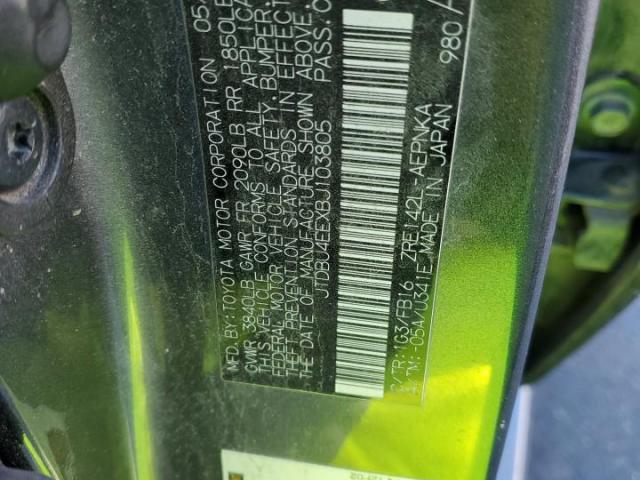 MFD. BY: TOYOTA MOTOR CORPORATION 05
GVWR 3840LB GAWR FR 2090LB RR 1850LB
THIS VEHICLE CONFORMS TO ALL APPLICA
FEDERAL MOTOR VEHICLE SAFETY, BUMPER,
THEFT PREVENTION STANDARDS IN EFFECT
THE DATE OF MANUFACTURE SHOWN ABOVE.
JTDBU4EEXBJ103805 PASS.C
C/TR:1G3/FB16 ZRE142L-AEPNKA
A/TM:-05A/U341E MADE IN JAPAN 980